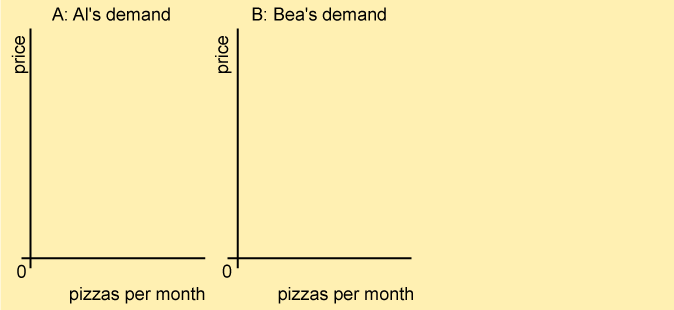 A: Al's demand
B: Bea's demand
price
price
0
0
pizzas per month
pizzas per month